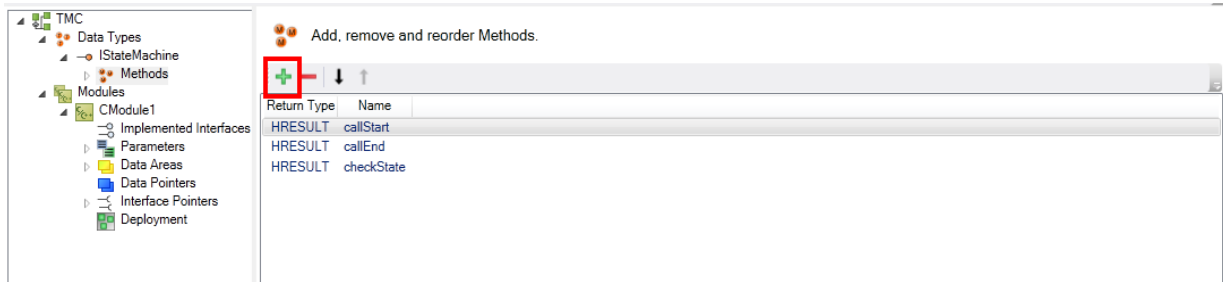 TMC
Data Types
IStateMachine
Methods
Modules
CModule1
Implemented Interfaces
Parameters
Data Areas
Data Pointers
Interface Pointers
Deployment
Add, remove and reorder Methods.
Return Type Name
HRESULT callStart
HRESULT callEnd
HRESULT checkState